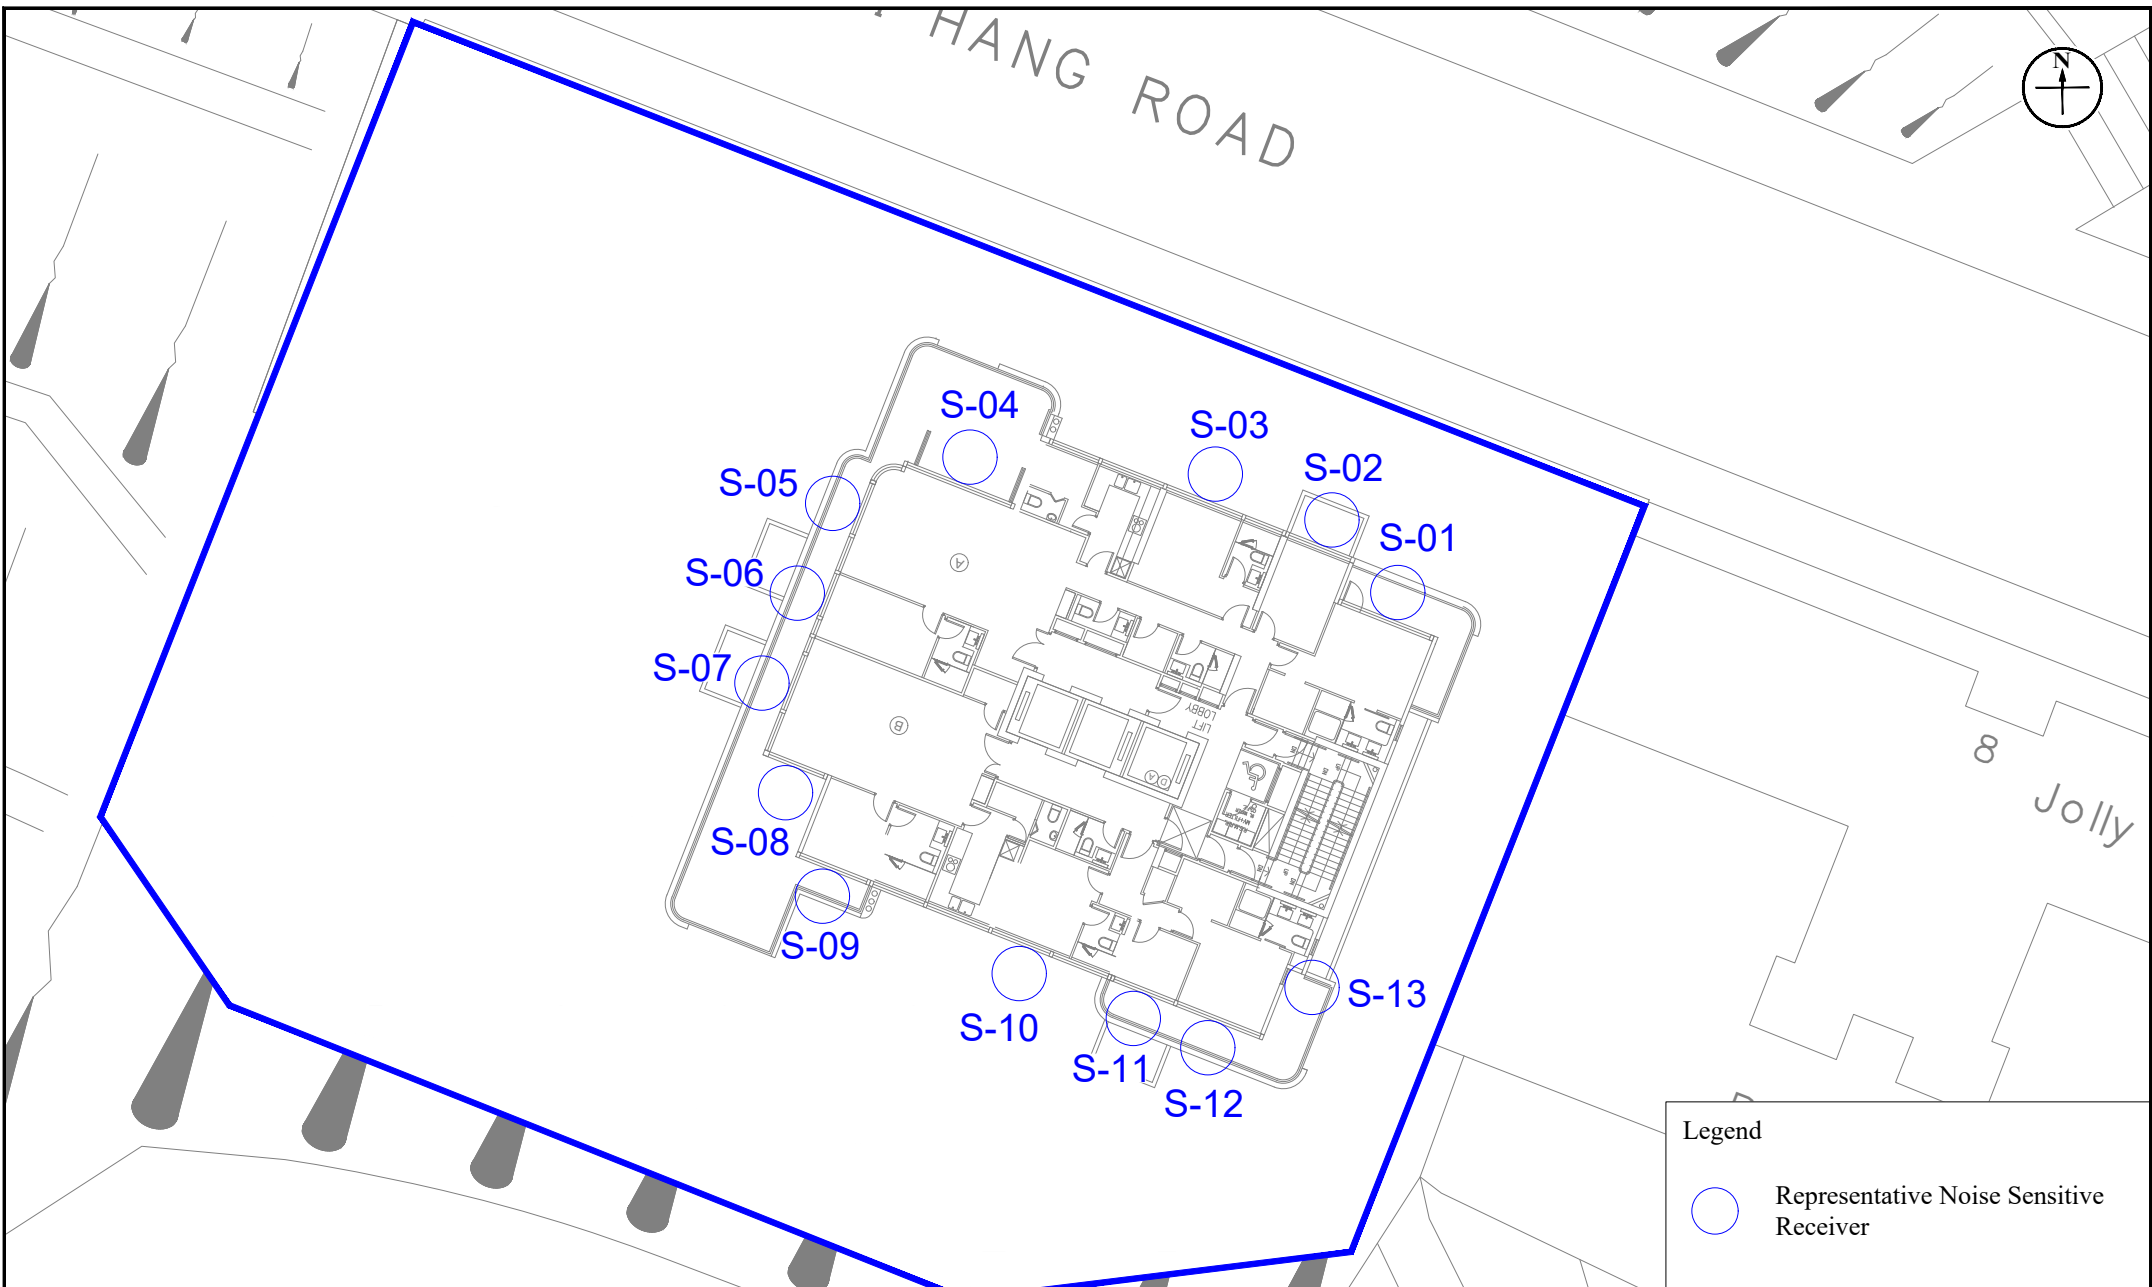 HANG ROAD
N
S-04
S-03
S-02
S-05
S-01
A
S-06
S-07
LIFT
LOBBY
B
8 Jolly
D A
S-08
S-09
S-13
S-10
S-11
S-12
Legend
Representative Noise Sensitive
Receiver